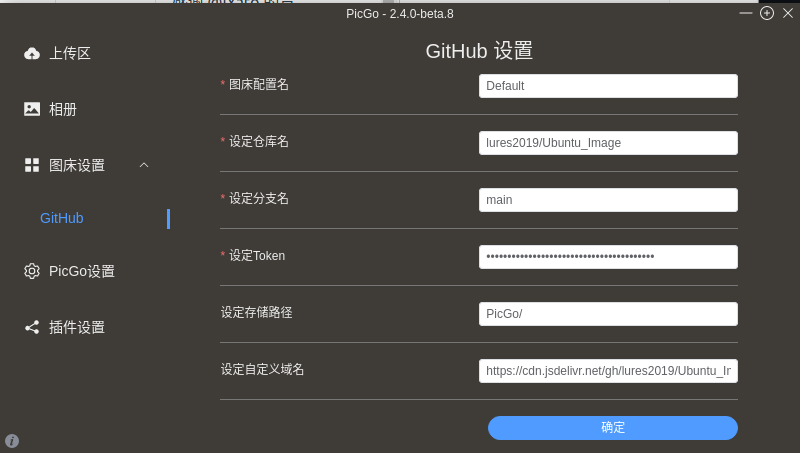 PicGo - 2.4.0-beta.8
上传区
相册
图床设置
GitHub
PicGo设置
插件设置
GitHub 设置
* 图床配置名
Default
* 设定仓库名
lures2019/Ubuntu_Image
* 设定分支名
main
* 设定Token
••••••••••••••••••••••••••••••••••••••••
设定存储路径
PicGo/
设定自定义域名
https://cdn.jsdelivr.net/gh/lures2019/Ubuntu_Ir
确定